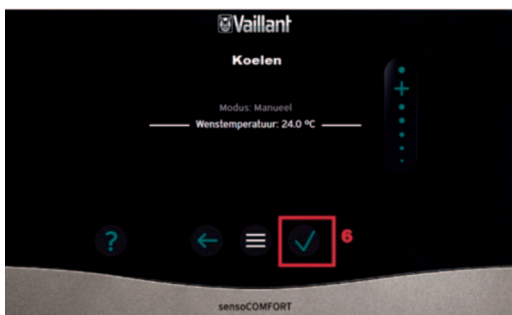 Vaillant
Koelen
Modus: Manueel
Wenstemperatuur: 24.0 °C
+
?
6
sensoCOMFORT